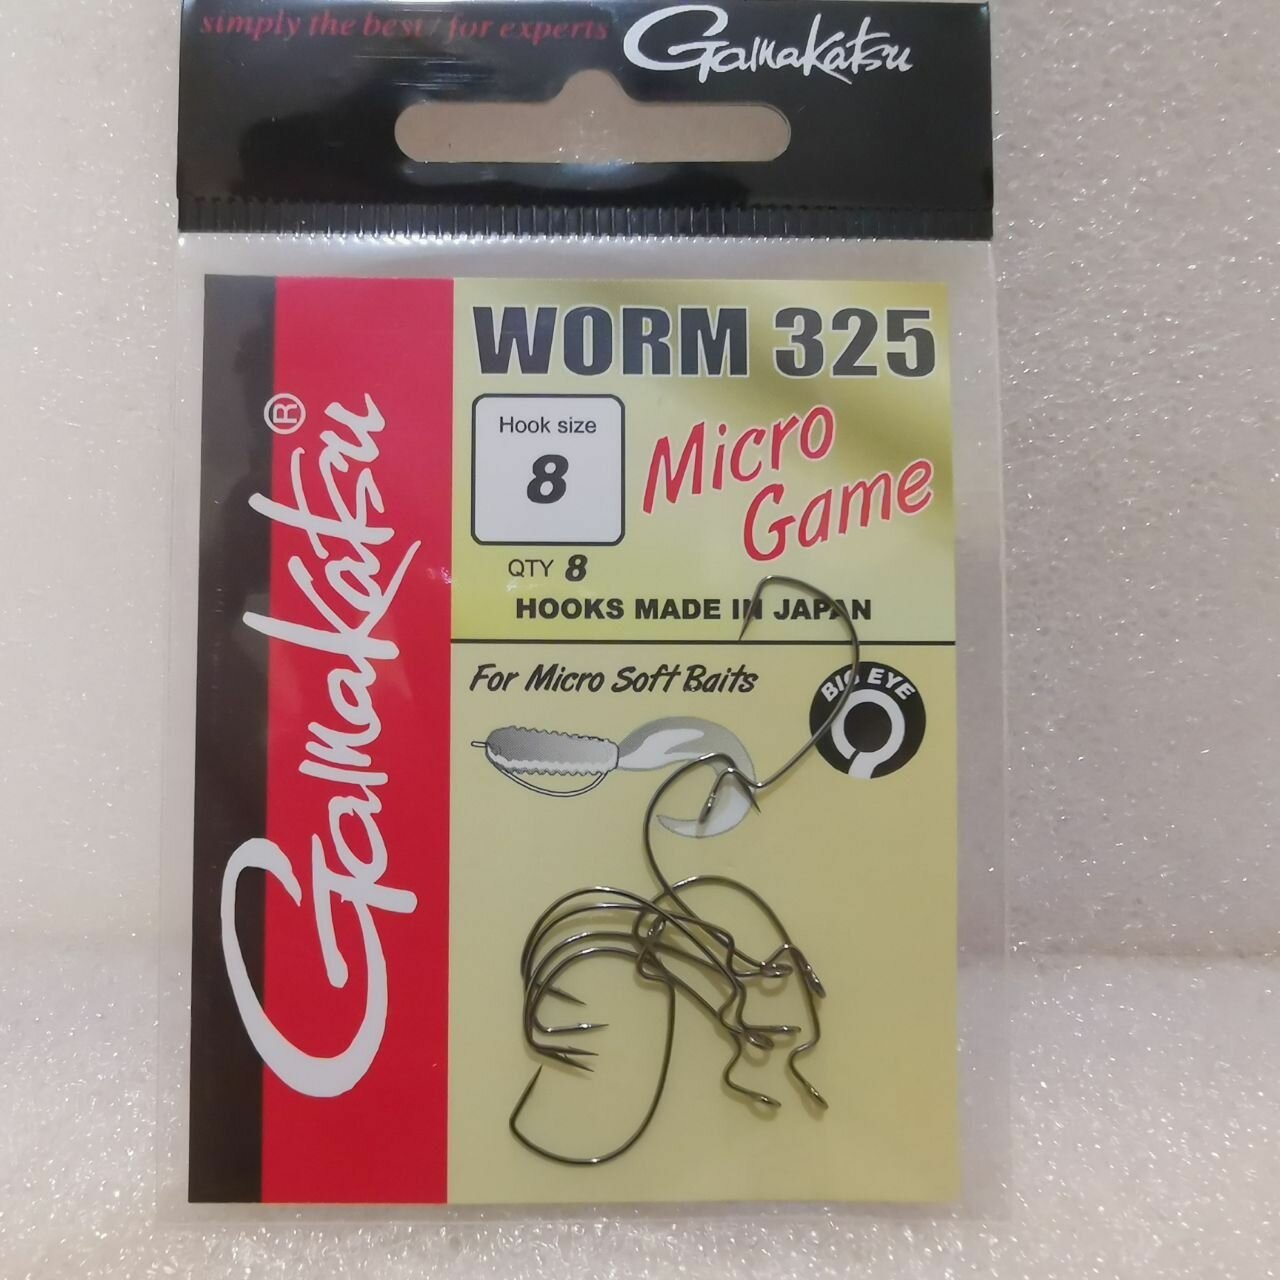 simply the best / for experts
Gamakatsu
Gamakatsu®
WORM 325
Hook size
8
Micro
Game
QTY 8
HOOKS MADE IN JAPAN
For Micro Soft Baits
BIG EYE